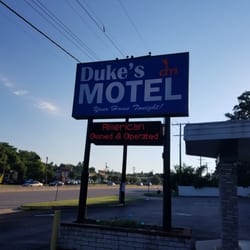 Duke's
MOTEL
Your Home Tonight!
American
Owned & Operated